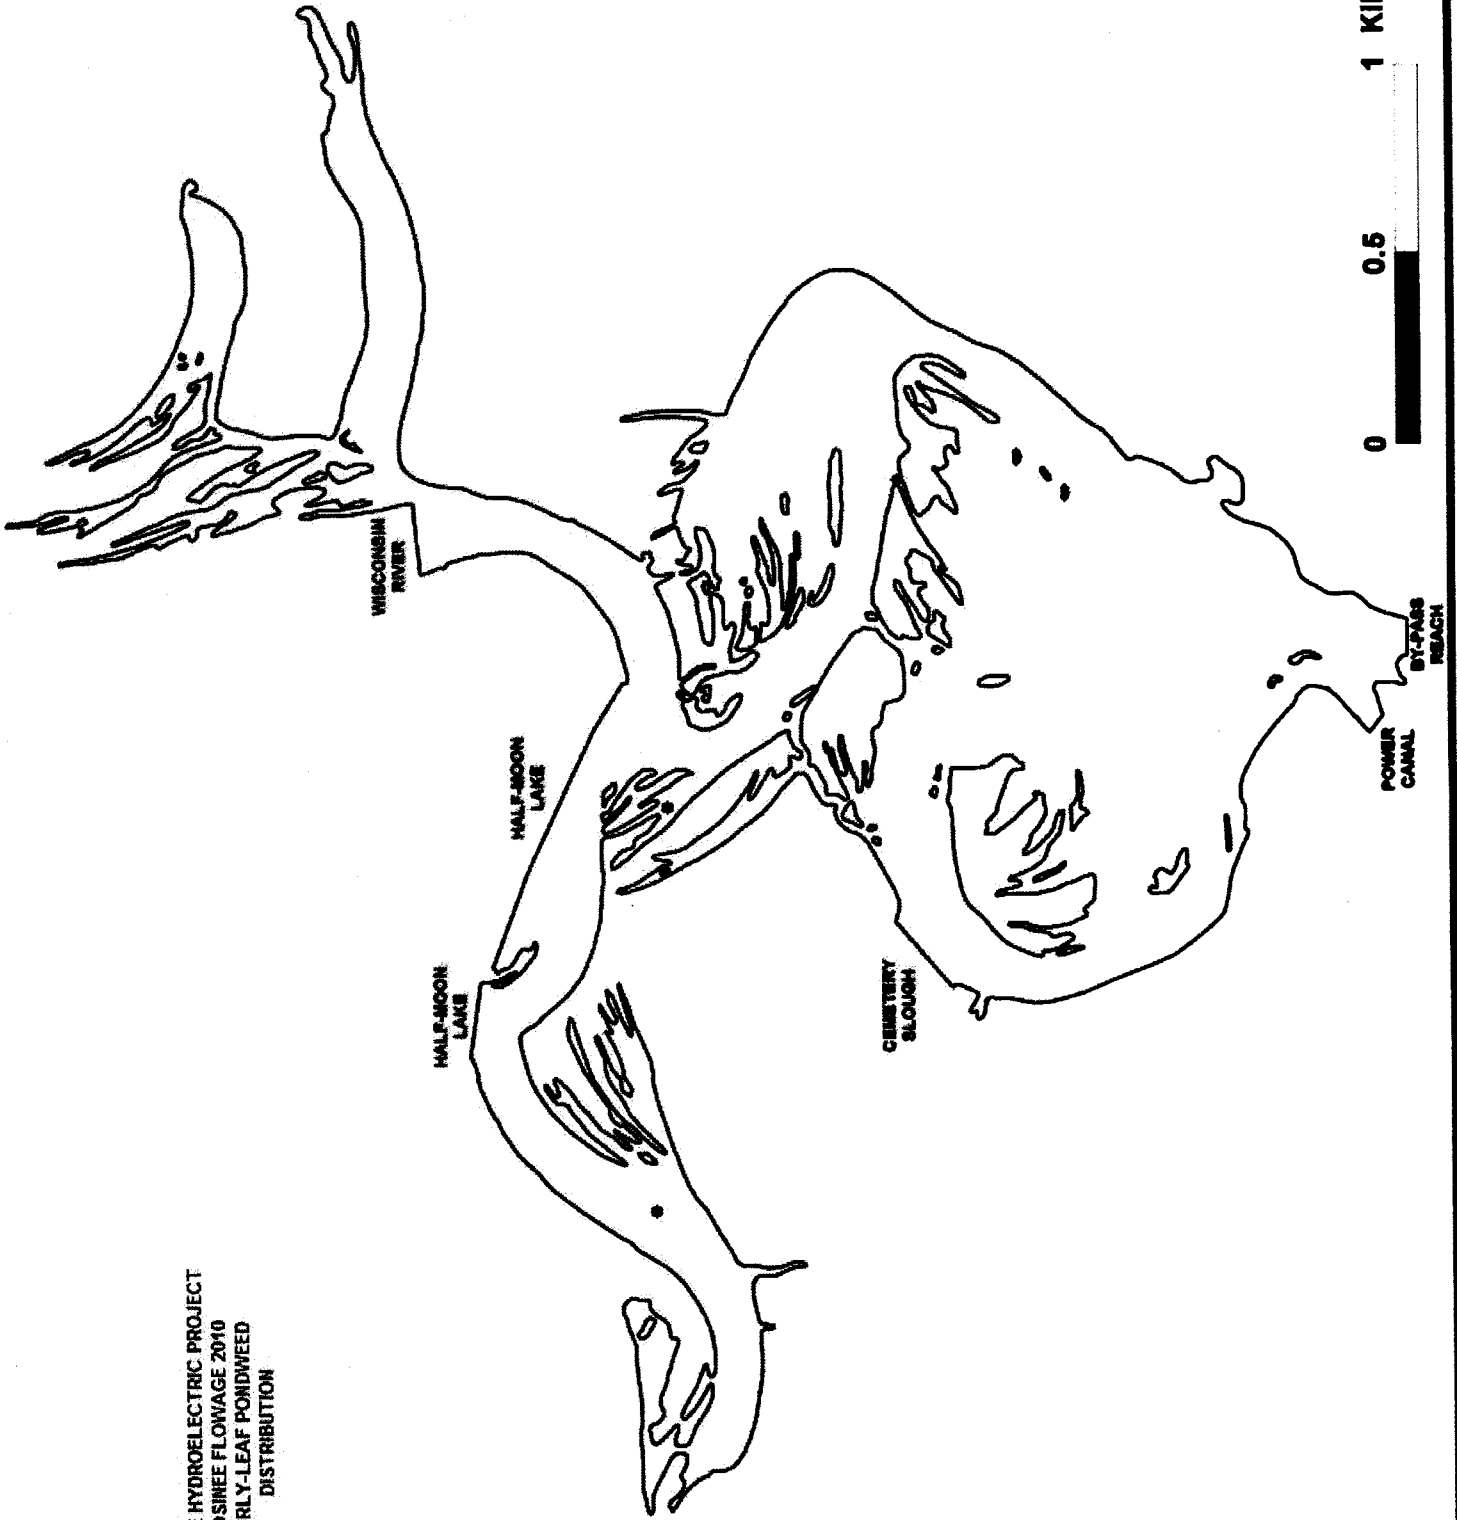 HYDROELECTRIC PROJECT
OSINEE FLOWAGE 2010
RLY-LEAF PONDWEED
DISTRIBUTION
HALF-MOON
LAKE
HALF-MOON
LAKE
WISCONSIN
RIVER
CEMETERY
SLOUGH
POWER
CANAL
BY-PASS
REACH
0 0.5 1